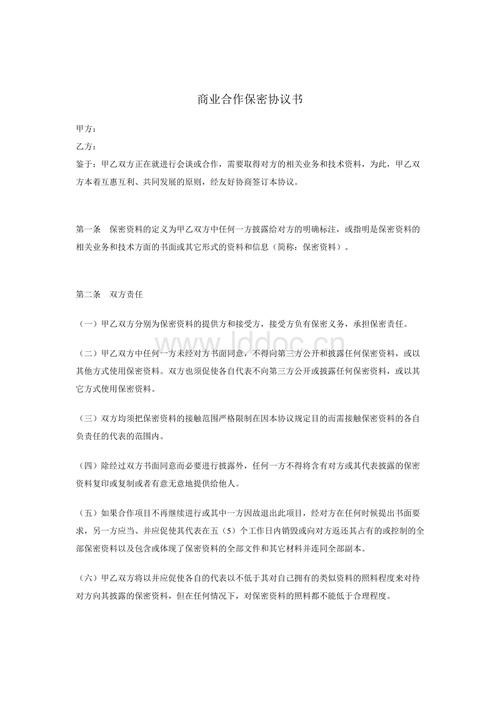 商业合作保密协议书
甲方：
乙方：
鉴于：甲乙双方正在就进行会谈或合作，需要取得对方的相关业务和技术资料，为此，甲乙双
方本着互惠互利、共同发展的原则，经友好协商签订本协议。
第一条　保密资料的定义为甲乙双方中任何一方披露给对方的明确标注，或指明是保密资料的
相关业务和技术方面的书面或其它形式的资料和信息（简称：保密资料）。
第二条　双方责任
（一）甲乙双方分别为保密资料的提供方和接受方，接受方负有保密义务，承担保密责任。
www.lddoc.cn
（二）甲乙双方中任何一方未经对方书面同意，不得向第三方公开和披露任何保密资料，或以
其他方式使用保密资料。双方也须促使各自代表不向第三方公开或披露任何保密资料，或以其
它方式使用保密资料。
（三）双方均须把保密资料的接触范围严格限制在因本协议规定目的而需接触保密资料的各自
负责任的代表的范围内。
（四）除经过双方书面同意而必要进行披露外，任何一方不得将含有对方或其代表披露的保密
资料复印或复制或者有意无意地提供给他人。
（五）如果合作项目不再继续进行或其中一方因故退出此项目，经对方在任何时候提出书面要
求，另一方应当、并应促使其代表在五（5）个工作日内销毁或向对方返还其占有的或控制的全
部保密资料以及包含或体现了保密资料的全部文件和其它材料并连同全部副本。
（六）甲乙双方将以并应促使各自的代表以不低于其对自己拥有的类似资料的照料程度来对待
对方向其披露的保密资料，但在任何情况下，对保密资料的照料都不能低于合理程度。